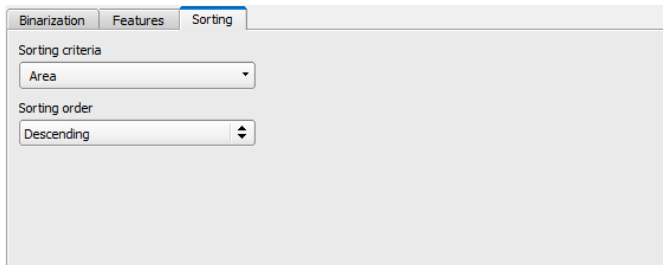 Binarization Features Sorting
Sorting criteria
Area
Sorting order
Descending